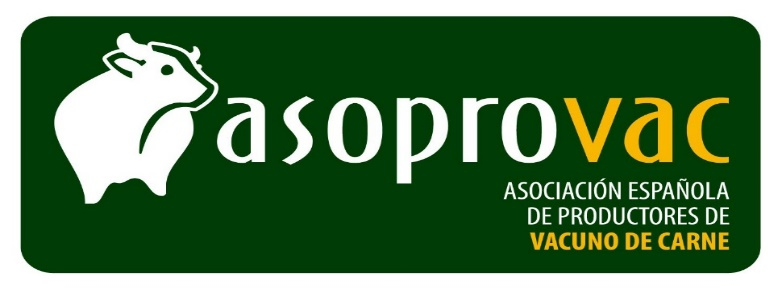 asoprovac
ASOCIACIÓN ESPAÑOLA
DE PRODUCTORES DE
VACUNO DE CARNE